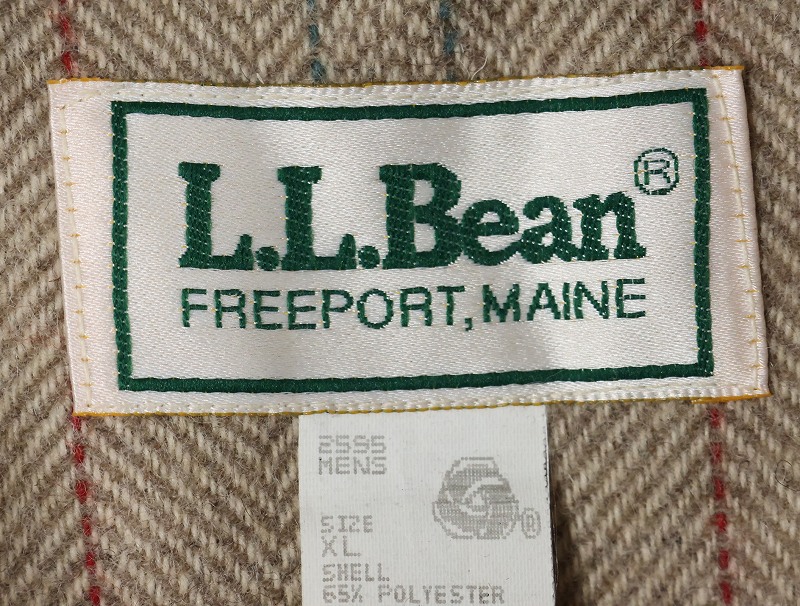 L.L.Bean®
FREEPORT, MAINE
2595
MENS
®
SIZE
XL
SHELL
65% POLYESTER